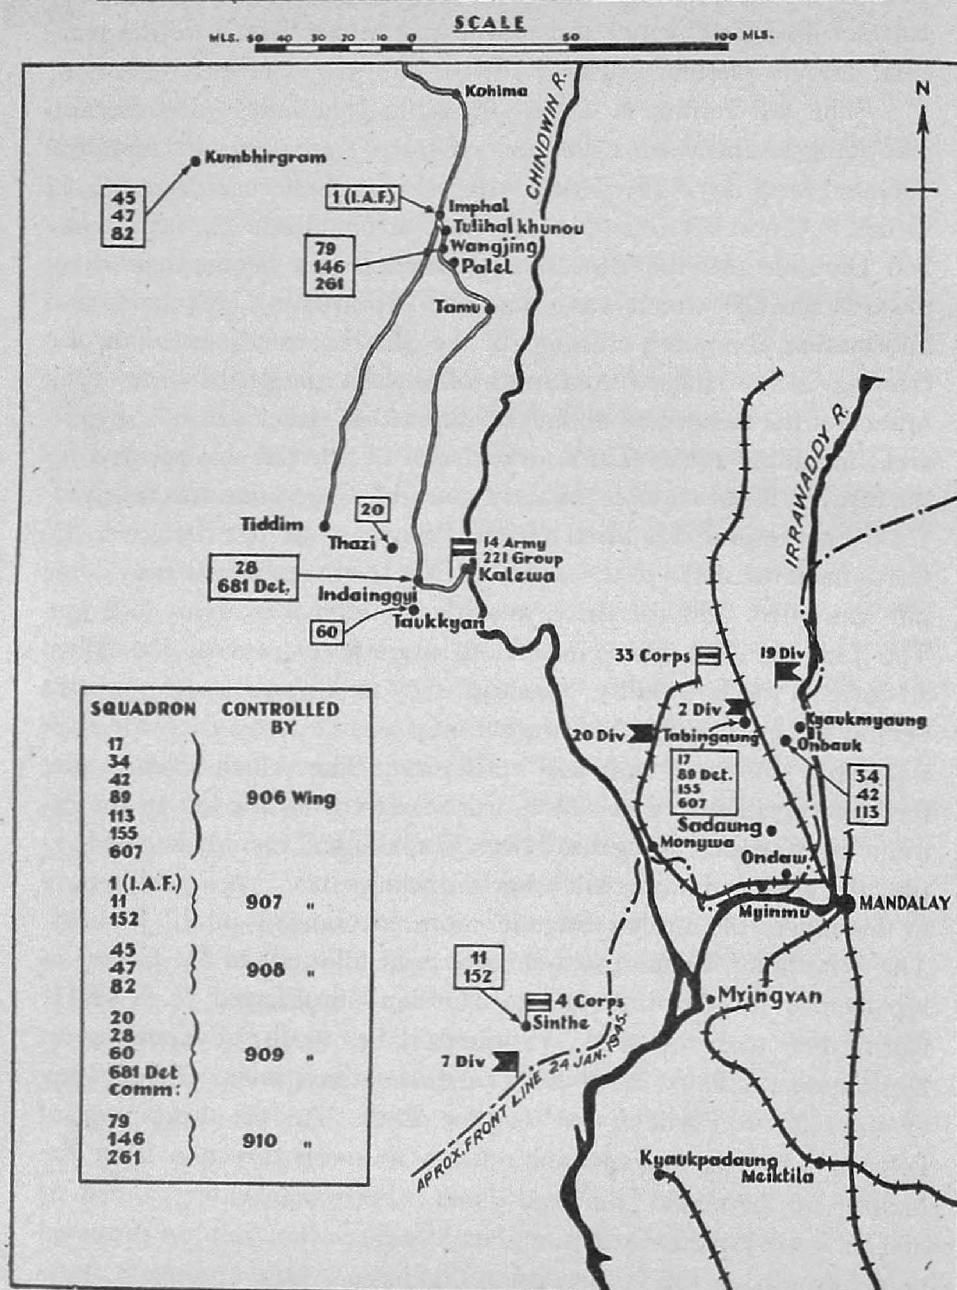 SCALE
MLS. 50 40 30 20 10 0 50 100 MLS.
N
Kohima
CHINDWIN R.
Kumbhirgram
45
47
82
1 (I.A.F.)
Imphal
Tulihal khunou
Wangjing
Palel
79
146
261
Tamu
IRRAWADDY R.
Tiddim
20
Thazi
14 Army
221 Group
Kalewa
28
681 Det.
Indainggyi
60
Taukkyan
33 Corps
19 Div
2 Div
20 Div
Tabingaung
Kyaukmyaung
Onbauk
17
89 Det.
155
607
34
42
113
Sadaung
Monywa
Ondaw
Myinmu
MANDALAY
11
152
4 Corps
Sinthe
Myingyan
7 Div
APROX. FRONT LINE 24 JAN. 1945.
Kyaukpadaung
Meiktila
SQUADRON CONTROLLED
BY
17
34
42
89 906 Wing
113
155
607
1 (I.A.F.)
11 907 "
152
45
47 908 "
82
20
28
60 909 "
681 Det
Comm:
79
146 910 "
261